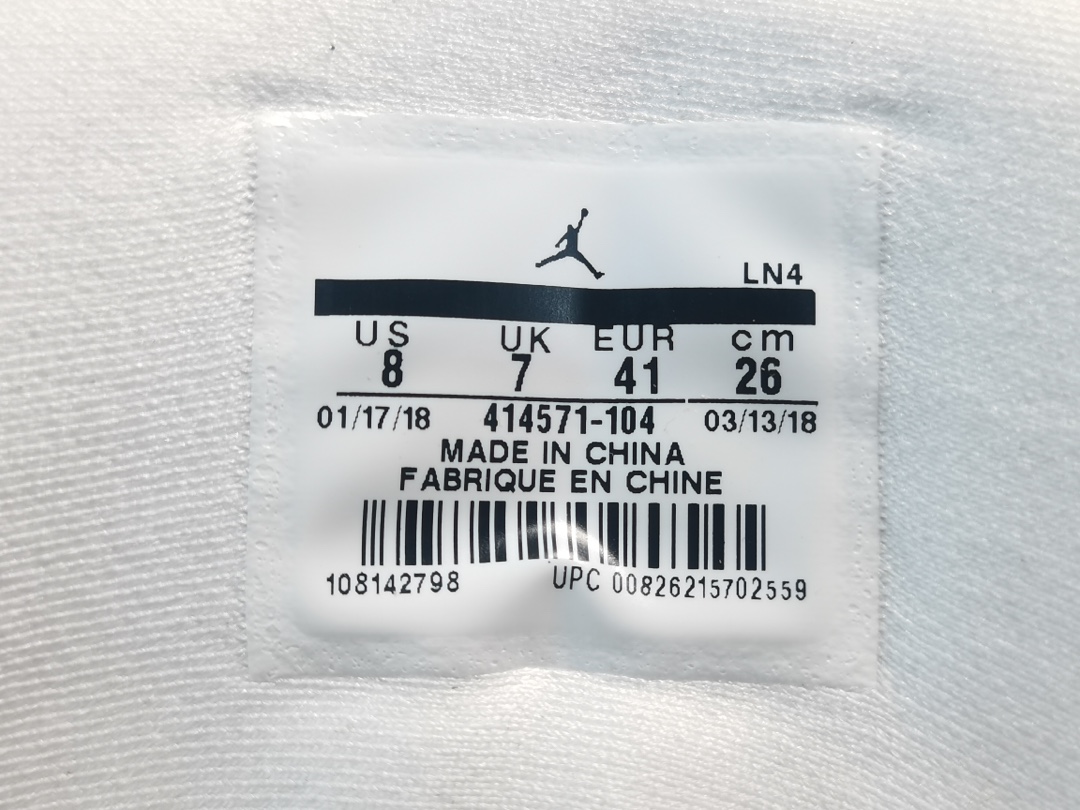 LN4
US UK EUR cm
8 7 41 26
01/17/18 414571-104 03/13/18
MADE IN CHINA
FABRIQUE EN CHINE
108142798 UPC 00826215702559